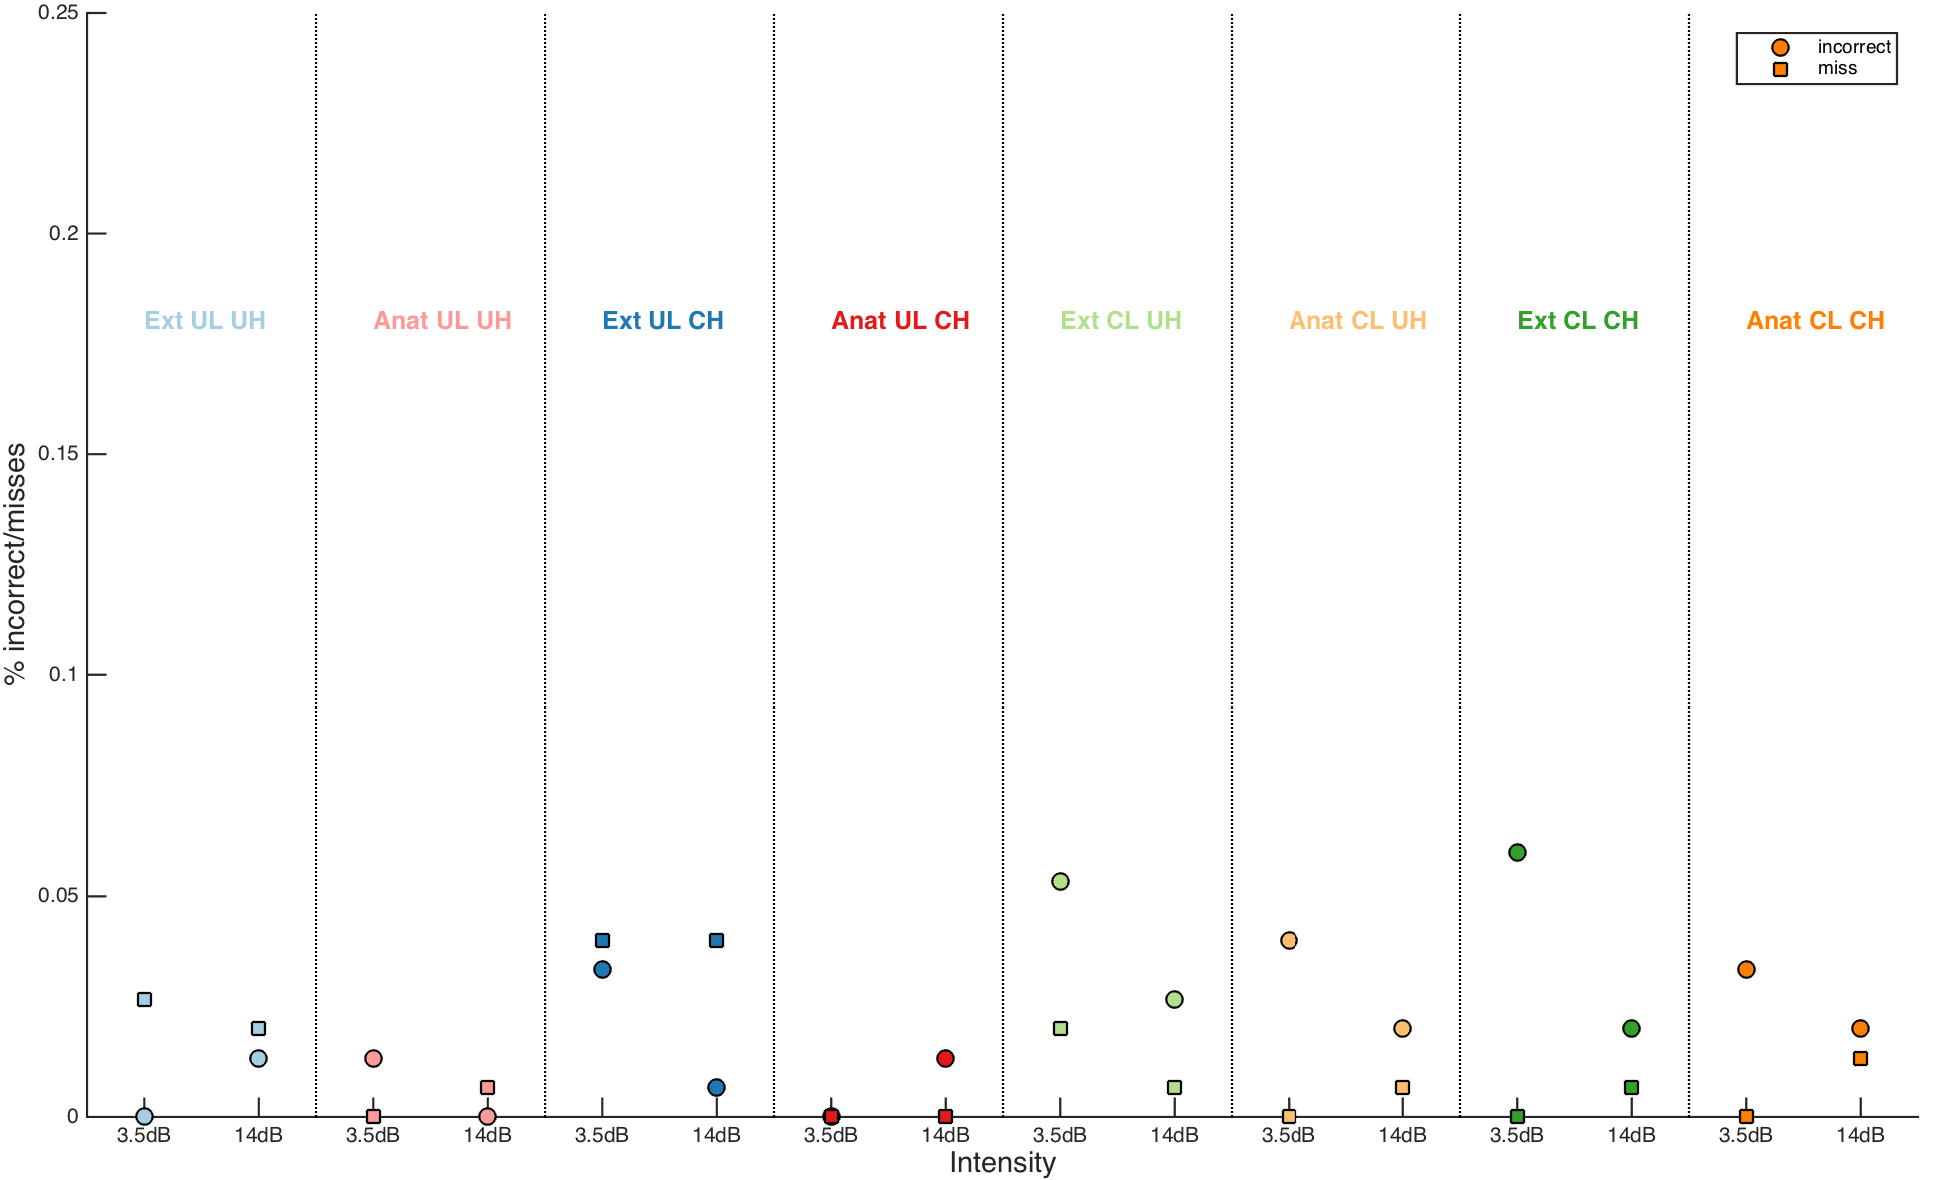 0.25
incorrect
miss
0.2
Ext UL UH
Anat UL UH
Ext UL CH
Anat UL CH
Ext CL UH
Anat CL UH
Ext CL CH
Anat CL CH
0.15
% incorrect/misses
0.1
0.05
0
3.5dB 14dB 3.5dB 14dB 3.5dB 14dB 3.5dB 14dB 3.5dB 14dB 3.5dB 14dB 3.5dB 14dB 3.5dB 14dB
Intensity